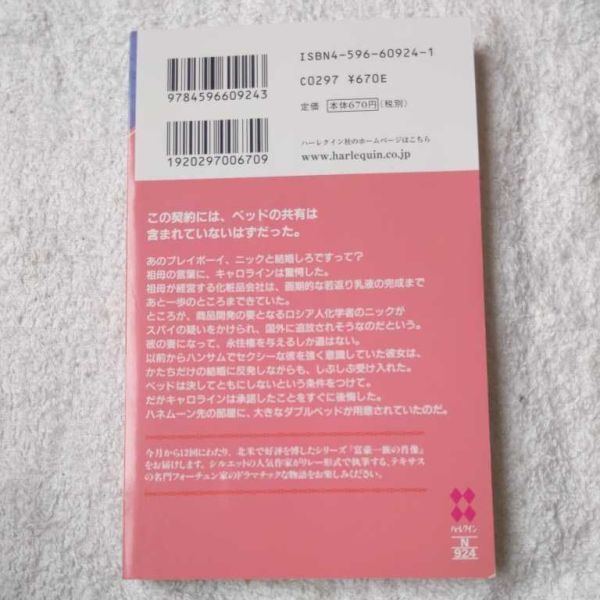 ISBN4-596-60924-1
C0297 ¥670E
定価 本体670円(税別)
9784596609243
1920297006709
ハーレクイン社のホームページはこちら
www.harlequin.co.jp
この契約には、ベッドの共有は
含まれていないはずだった。
あのプレイボーイ、ニックと結婚しろですって？
祖母の言葉に、キャロラインは驚愕した。
祖母が経営する化粧品会社は、画期的な若返り乳液の完成まで
あと一歩のところまできていた。
ところが、商品開発の要となるロシア人化学者のニックが
スパイの疑いをかけられ、国外に追放されそうなのだという。
彼の妻になって、永住権を与えるしか道はない。
以前からハンサムでセクシーな彼を強く意識していた彼女は、
かたちだけの結婚に反発しながらも、しぶしぶ受け入れた。
ベッドは決してともにしないという条件をつけて。
だがキャロラインは承諾したことをすぐに後悔した。
ハネムーン先の部屋に、大きなダブルベッドが用意されていたのだ。
今月から12回にわたり、北米で好評を博したシリーズ『富豪一族の肖像』
をお届けします。シルエットの人気作家がリレー形式で執筆する、テキサス
の名門フォーチュン家のドラマチックな物語をお楽しみください。
ハーレクイン
N
924